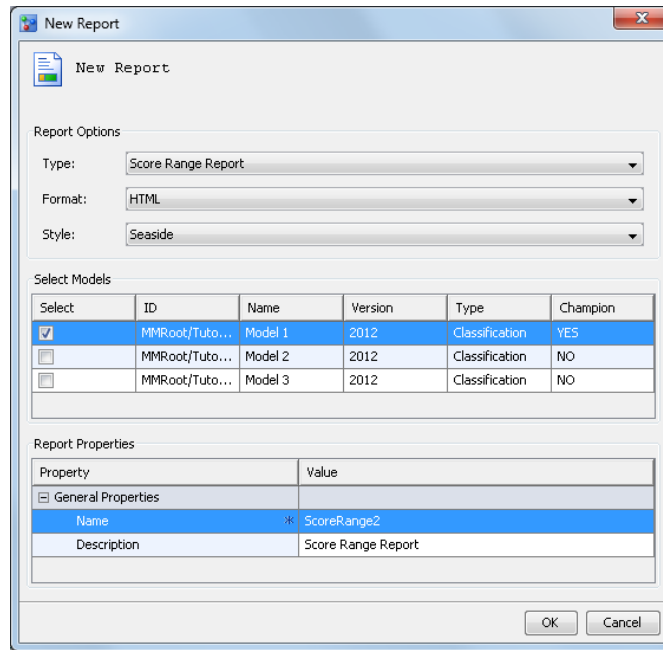 New Report
New Report
Report Options
Type: Score Range Report
Format: HTML
Style: Seaside
Select Models
Select ID Name Version Type Champion
MMRoot/Tuto... Model 1 2012 Classification YES
MMRoot/Tuto... Model 2 2012 Classification NO
MMRoot/Tuto... Model 3 2012 Classification NO
Report Properties
Property Value
General Properties
Name * ScoreRange2
Description Score Range Report
OK Cancel